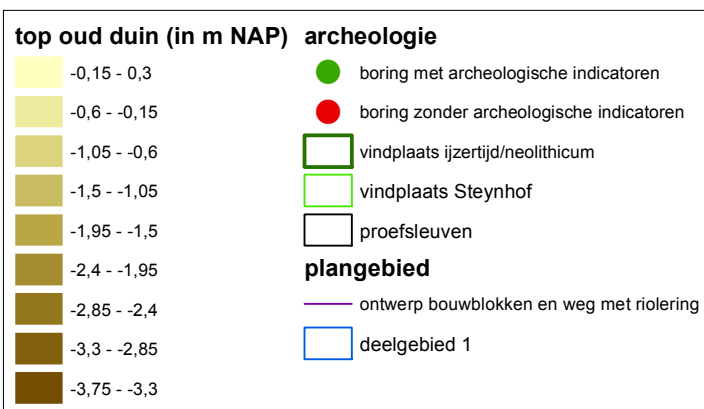 top oud duin (in m NAP)
-0,15 - 0,3
-0,6 - -0,15
-1,05 - -0,6
-1,5 - -1,05
-1,95 - -1,5
-2,4 - -1,95
-2,85 - -2,4
-3,3 - -2,85
-3,75 - -3,3
archeologie
boring met archeologische indicatoren
boring zonder archeologische indicatoren
vindplaats ijzertijd/neolithicum
vindplaats Steynhof
proefsleuven
plangebied
ontwerp bouwblokken en weg met riolering
deelgebied 1